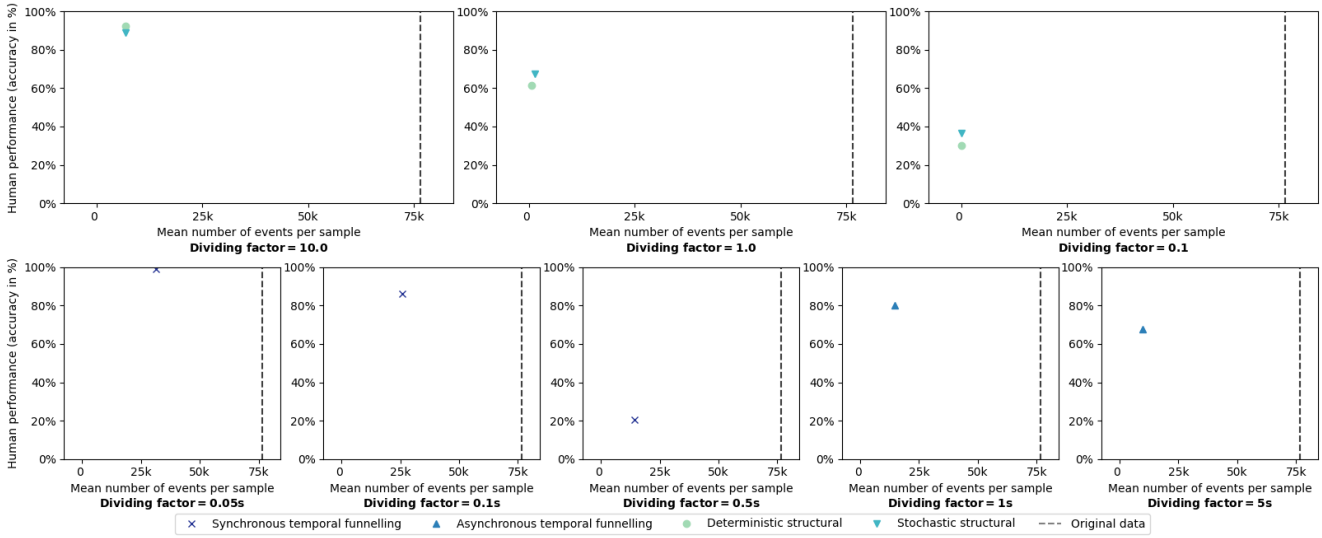 100%
80%
60%
40%
20%
0%
Human performance (accuracy in %)
0 25k 50k 75k
Mean number of events per sample
Dividing factor = 10.0
100%
80%
60%
40%
20%
0%
0 25k 50k 75k
Mean number of events per sample
Dividing factor = 1.0
100%
80%
60%
40%
20%
0%
0 25k 50k 75k
Mean number of events per sample
Dividing factor = 0.1
100%
80%
60%
40%
20%
0%
Human performance (accuracy in %)
0 25k 50k 75k
Mean number of events per sample
Dividing factor = 0.05s
100%
80%
60%
40%
20%
0%
0 25k 50k 75k
Mean number of events per sample
Dividing factor = 0.1s
100%
80%
60%
40%
20%
0%
0 25k 50k 75k
Mean number of events per sample
Dividing factor = 0.5s
100%
80%
60%
40%
20%
0%
0 25k 50k 75k
Mean number of events per sample
Dividing factor = 1s
100%
80%
60%
40%
20%
0%
0 25k 50k 75k
Mean number of events per sample
Dividing factor = 5s
Synchronous temporal funnelling Asynchronous temporal funnelling Deterministic structural Stochastic structural Original data